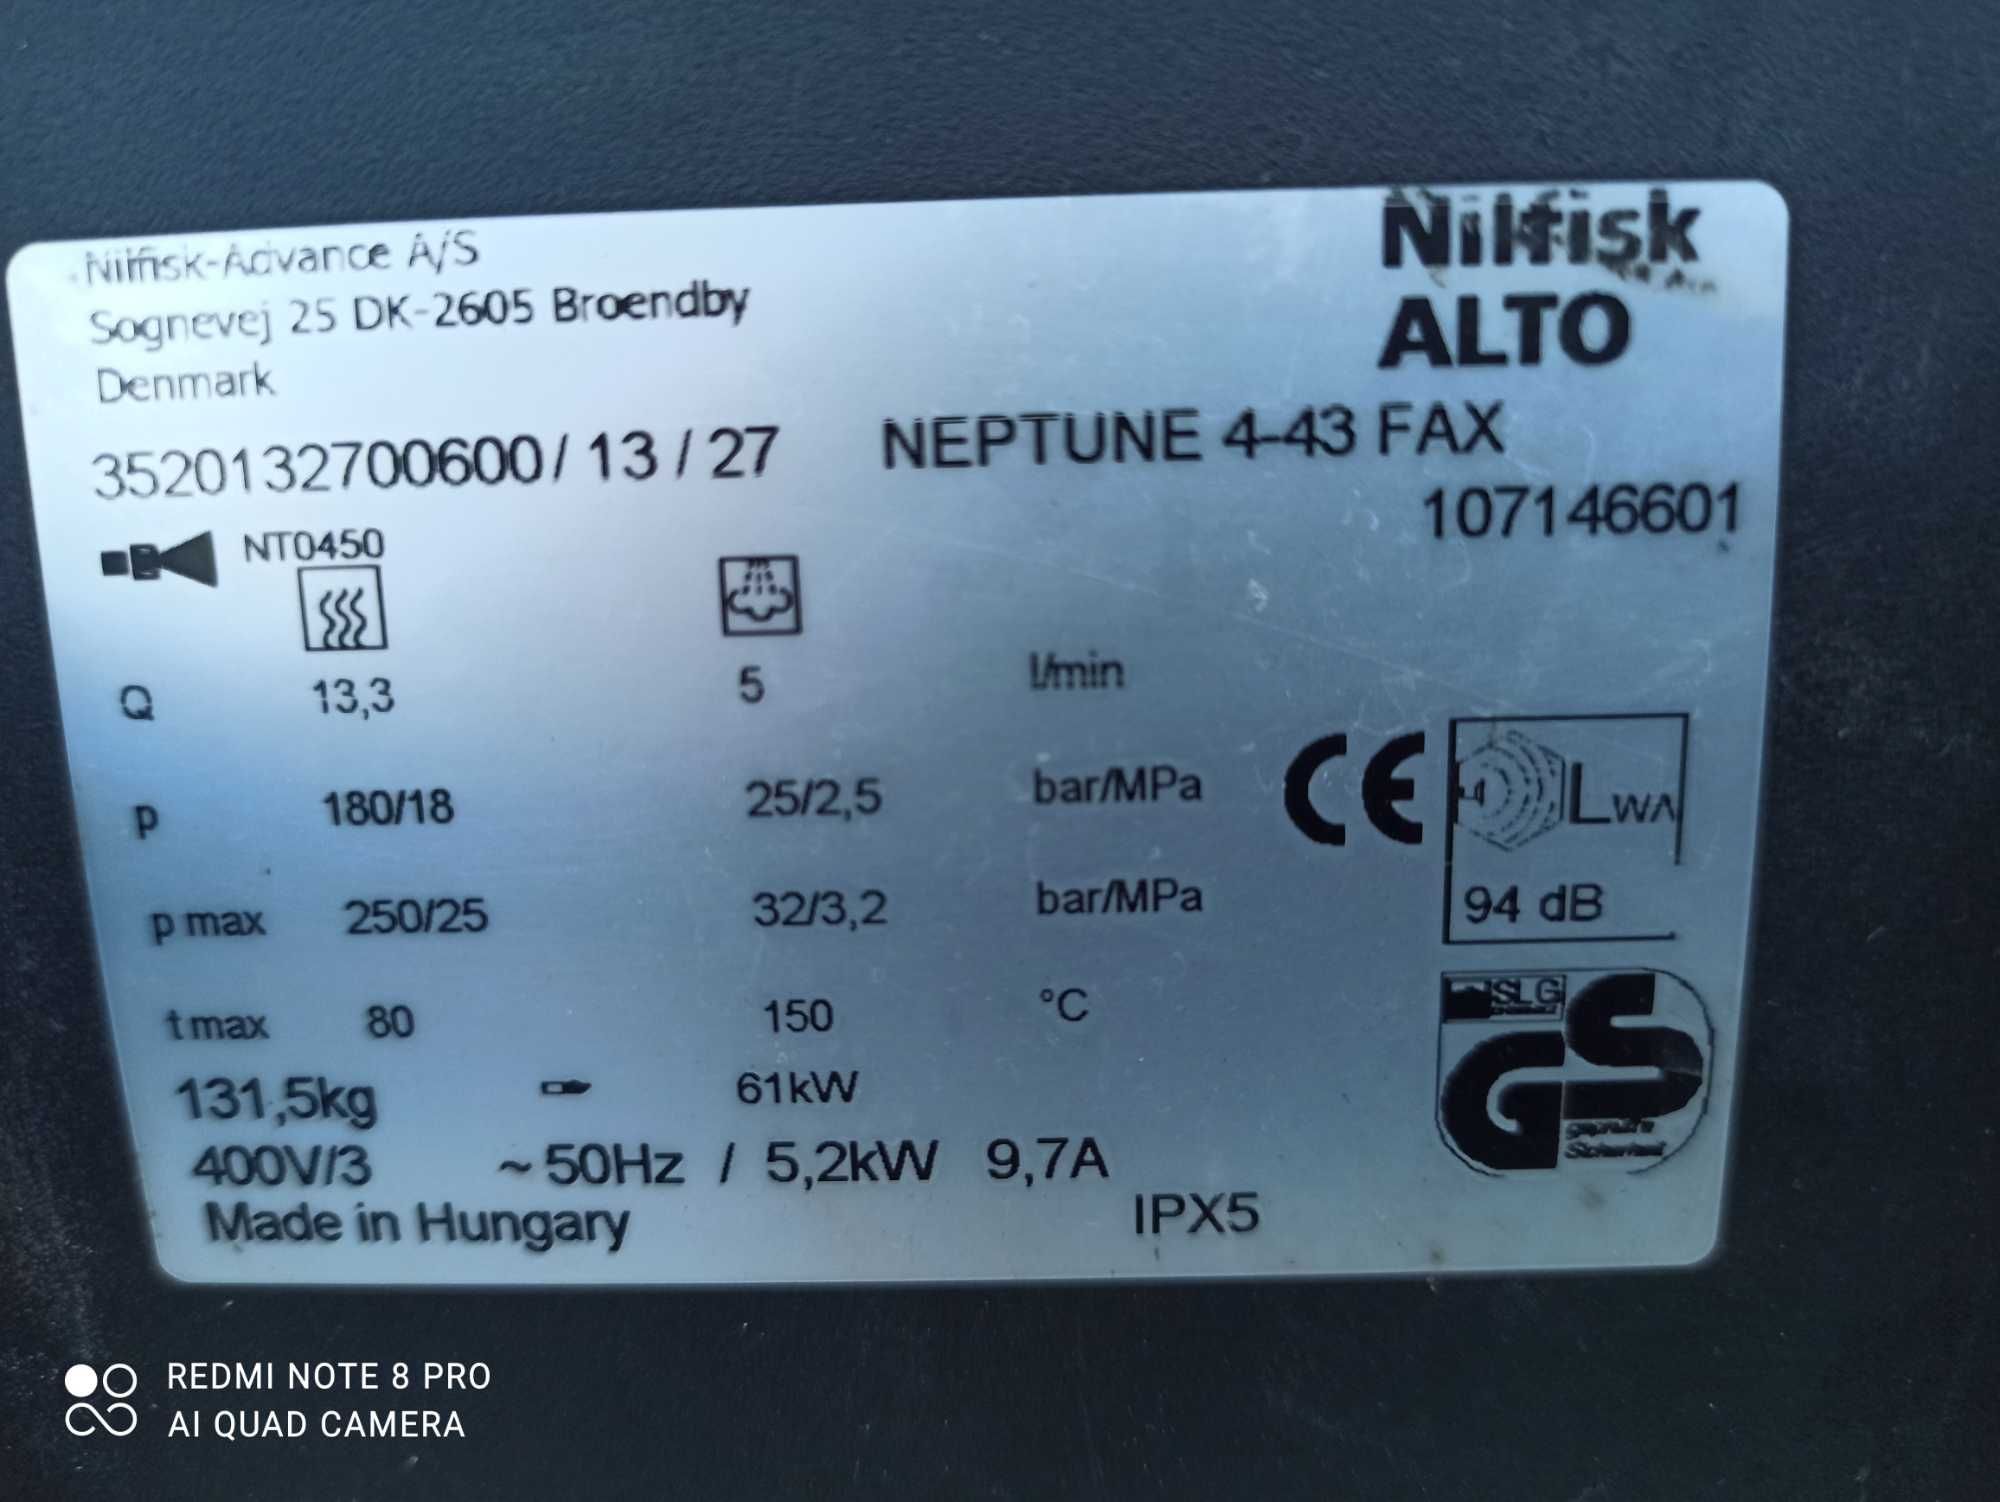 Nilfisk-Advance A/S
Sognevej 25 DK-2605 Broendby
Denmark
Nilfisk
ALTO
3520132700600/ 13 / 27
NEPTUNE 4-43 FAX
107146601
NT0450
Q 13,3 5 l/min
p 180/18 25/2,5 bar/MPa
p max 250/25 32/3,2 bar/MPa
t max 80 150 °C
CE
LWA
94 dB
SLG
GS
geprüfte
Sicherheit
131,5kg 61kW
400V/3 ~50Hz / 5,2kW 9,7A
Made in Hungary
IPX5
REDMI NOTE 8 PRO
AI QUAD CAMERA